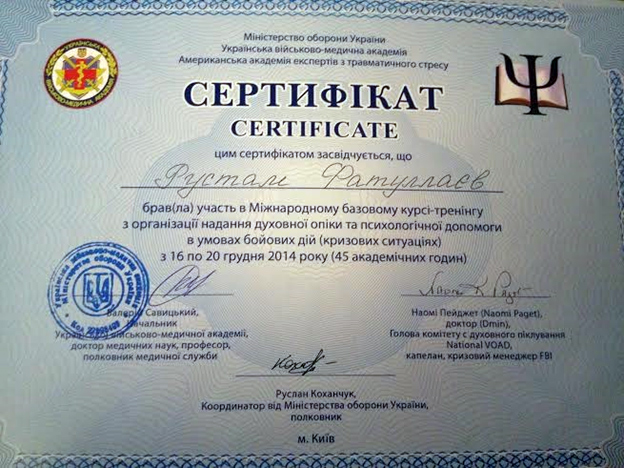 Міністерство оборони України
Українська військово-медична академія
Американська академія експертів з травматичного стресу
СЕРТИФІКАТ
CERTIFICATE
цим сертифікатом засвідчується, що
Рустам Фатуллаєв
брав(ла) участь в Міжнародному базовому курсі-тренінгу
з організації надання духовної опіки та психологічної допомоги
в умовах бойових дій (кризових ситуаціях)
з 16 по 20 грудня 2014 року (45 академічних годин)
Валерій Савицький,
начальник
Української військово-медичної академії,
доктор медичних наук, професор,
полковник медичної служби
Наомі Пейджет (Naomi Paget),
доктор (Dmin),
Голова комітету с духовного піклування
National VOAD,
капелан, кризовий менеджер FBI
Руслан Коханчук,
Координатор від Міністерства оборони України,
полковник
м. Київ